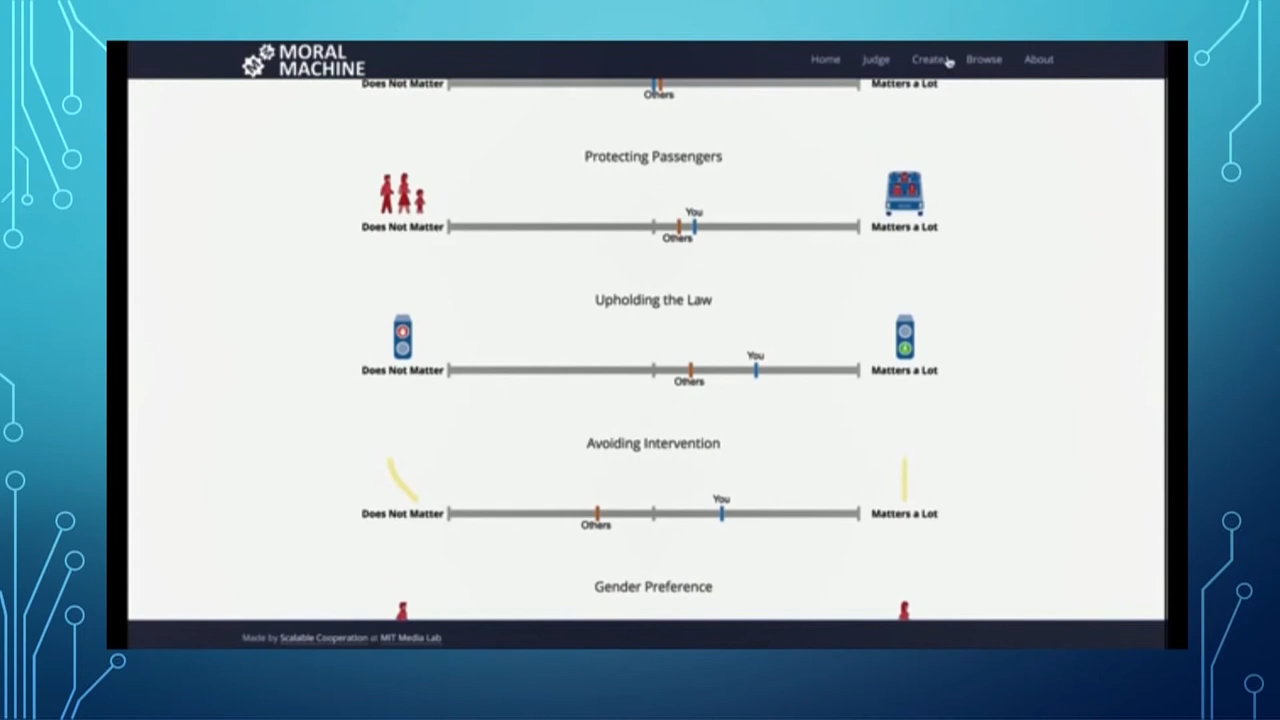 MORAL
MACHINE
Home Judge Create Browse About
Does Not Matter Matters a Lot
Others
Protecting Passengers
You
Does Not Matter Matters a Lot
Others
Upholding the Law
You
Does Not Matter Matters a Lot
Others
Avoiding Intervention
You
Does Not Matter Matters a Lot
Others
Gender Preference
Made by Scalable Cooperation at MIT Media Lab